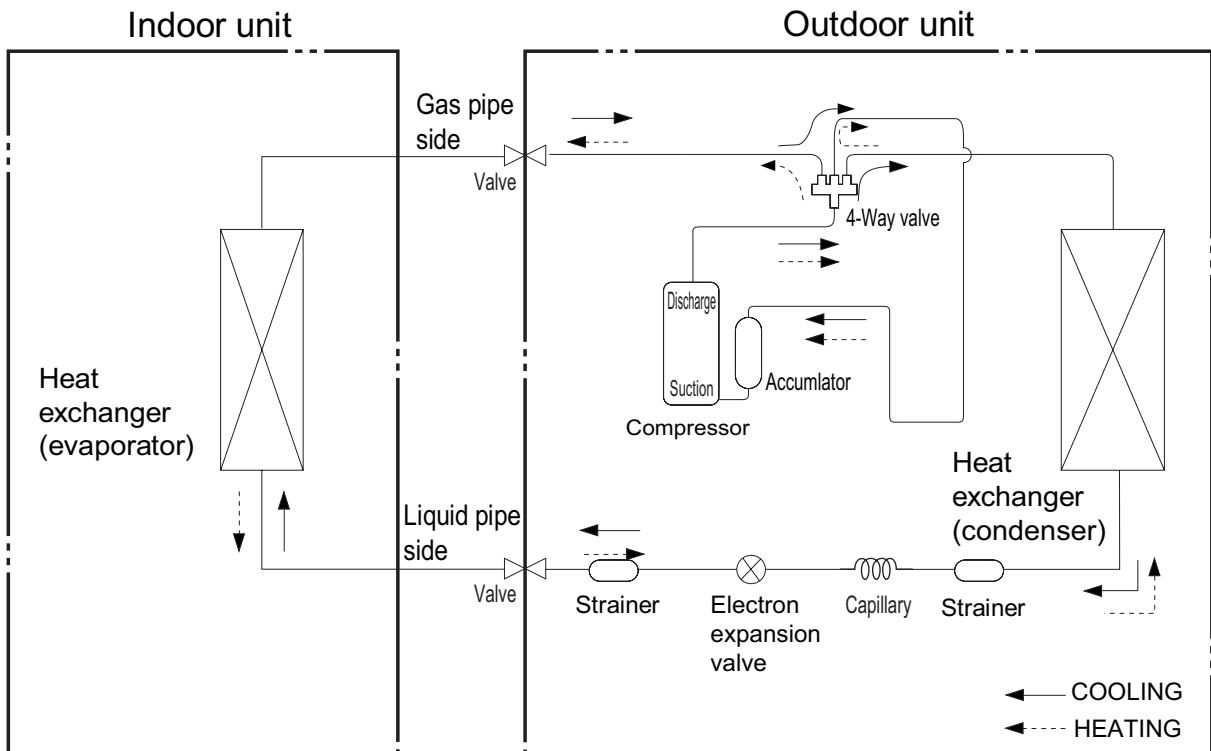 Indoor unit
Outdoor unit
Gas pipe
side
Valve
4-Way valve
Discharge
Suction
Accumlator
Compressor
Heat
exchanger
(evaporator)
Heat
exchanger
(condenser)
Liquid pipe
side
Valve
Strainer
Electron
expansion
valve
Capillary
Strainer
COOLING
HEATING